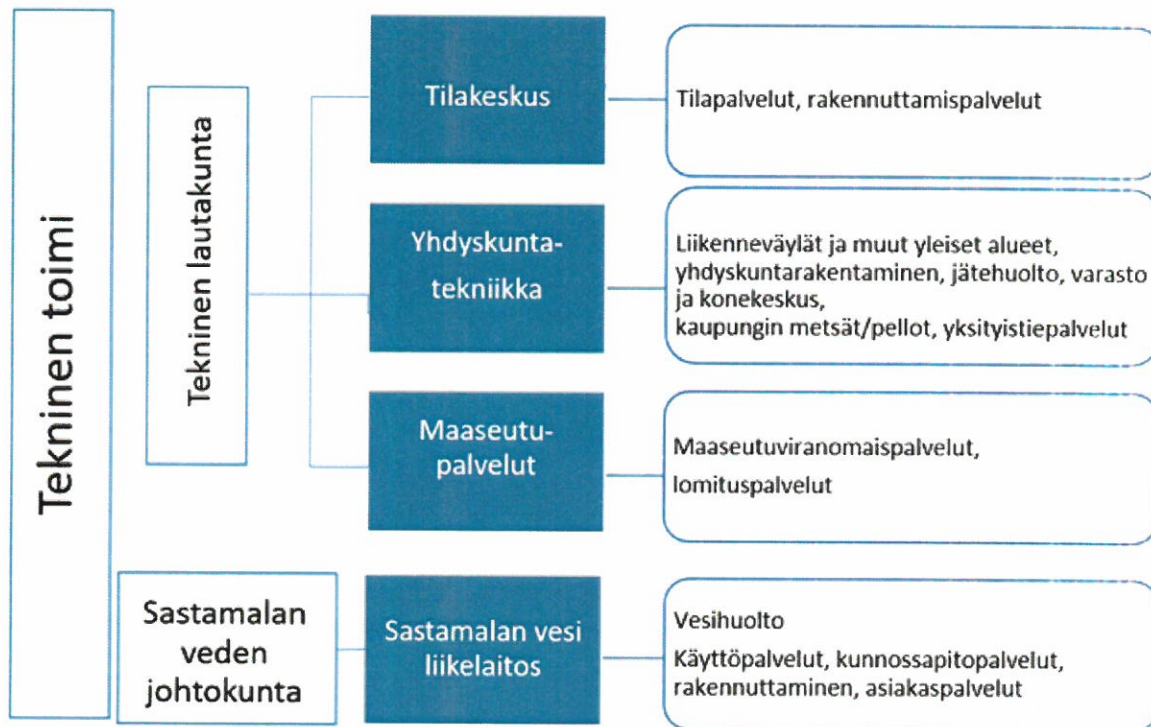 Tekninen toimi
Tekninen lautakunta
Tilakeskus
Tilapalvelut, rakennuttamispalvelut
Yhdyskunta-
tekniikka
Liikenneväylät ja muut yleiset alueet,
yhdyskuntarakentaminen, jätehuolto, varasto
ja konekeskus,
kaupungin metsät/pellot, yksityistiepalvelut
Maaseutu-
palvelut
Maaseutuviranomaispalvelut,
lomituspalvelut
Sastamalan
veden
johtokunta
Sastamalan vesi
liikelaitos
Vesihuolto
Käyttöpalvelut, kunnossapitopalvelut,
rakennuttaminen, asiakaspalvelut